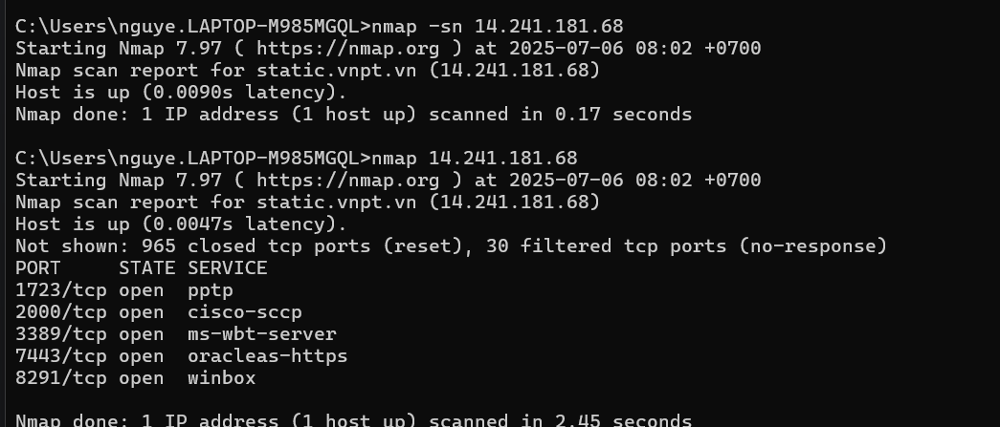 C:\Users\nguye.LAPTOP-M985MGQL>nmap -sn 14.241.181.68
Starting Nmap 7.97 ( https://nmap.org ) at 2025-07-06 08:02 +0700
Nmap scan report for static.vnpt.vn (14.241.181.68)
Host is up (0.0090s latency).
Nmap done: 1 IP address (1 host up) scanned in 0.17 seconds
C:\Users\nguye.LAPTOP-M985MGQL>nmap 14.241.181.68
Starting Nmap 7.97 ( https://nmap.org ) at 2025-07-06 08:02 +0700
Nmap scan report for static.vnpt.vn (14.241.181.68)
Host is up (0.0047s latency).
Not shown: 965 closed tcp ports (reset), 30 filtered tcp ports (no-response)
PORT     STATE SERVICE
1723/tcp open  pptp
2000/tcp open  cisco-sccp
3389/tcp open  ms-wbt-server
7443/tcp open  oracleas-https
8291/tcp open  winbox
Nmap done: 1 IP address (1 host up) scanned in 2.45 seconds